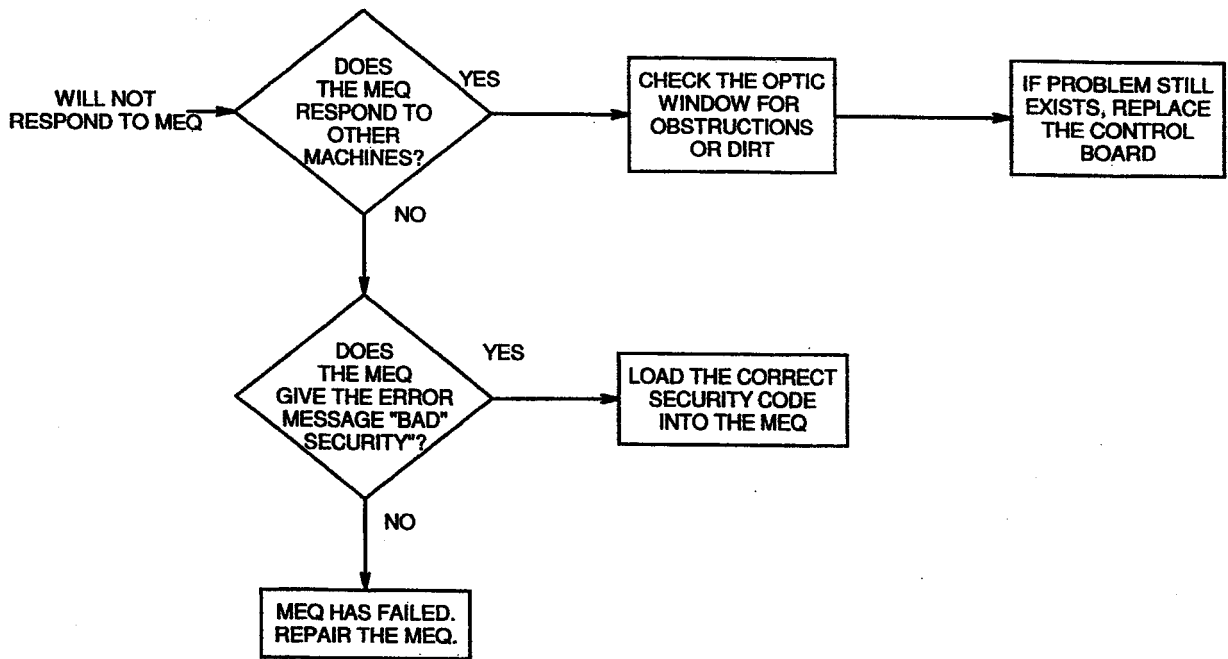 WILL NOT
RESPOND TO MEQ
DOES
THE MEQ
RESPOND TO
OTHER
MACHINES?
YES
CHECK THE OPTIC
WINDOW FOR
OBSTRUCTIONS
OR DIRT
IF PROBLEM STILL
EXISTS, REPLACE
THE CONTROL
BOARD
NO
DOES
THE MEQ
GIVE THE ERROR
MESSAGE "BAD"
SECURITY"?
YES
LOAD THE CORRECT
SECURITY CODE
INTO THE MEQ
NO
MEQ HAS FAILED.
REPAIR THE MEQ.